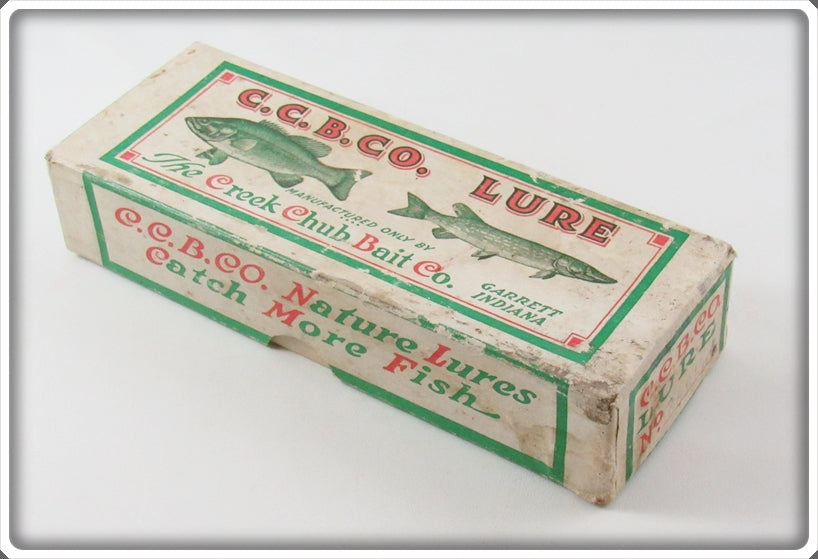 C.C.B.CO. LURE
MANUFACTURED ONLY BY
The Creek Chub Bait Co.
GARRETT
INDIANA
C.C.B.CO. Nature Lures
Catch More Fish
C.C.B.CO.
LURE
No.